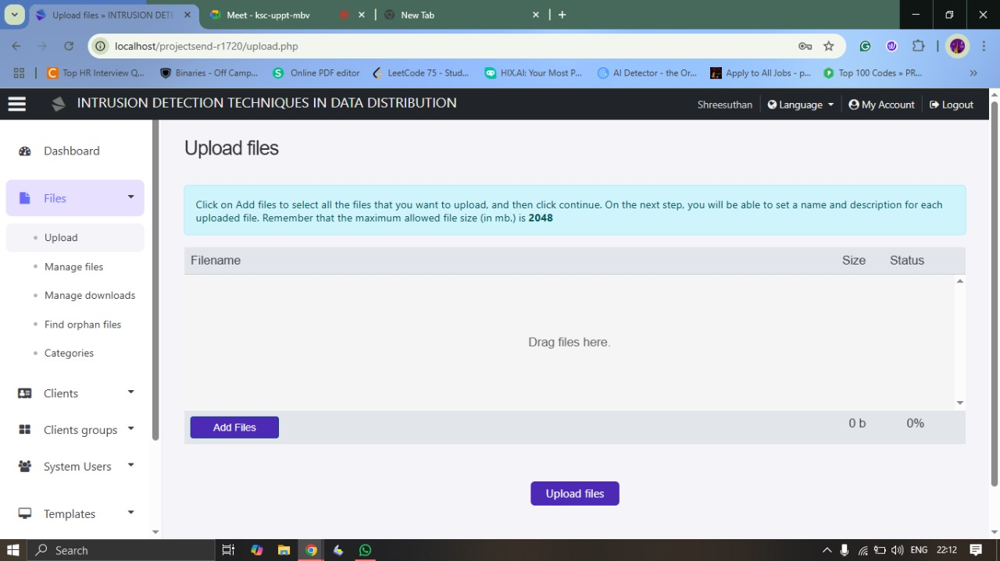 Upload files » INTRUSION DETE
Meet - ksc-uppt-mbv
New Tab
localhost/projectsend-r1720/upload.php
Top HR Interview Q...
Binaries - Off Camp...
Online PDF editor
LeetCode 75 - Stud...
HIX.AI: Your Most P...
AI Detector - the Or...
Apply to All Jobs - p...
Top 100 Codes » PR...
INTRUSION DETECTION TECHNIQUES IN DATA DISTRIBUTION
Shreesuthan
Language
My Account
Logout
Dashboard
Files
Upload
Manage files
Manage downloads
Find orphan files
Categories
Clients
Clients groups
System Users
Templates
Upload files
Click on Add files to select all the files that you want to upload, and then click continue. On the next step, you will be able to set a name and description for each
uploaded file. Remember that the maximum allowed file size (in mb.) is 2048
Filename Size Status
Drag files here.
Add Files 0 b 0%
Upload files
Search
ENG 22:12